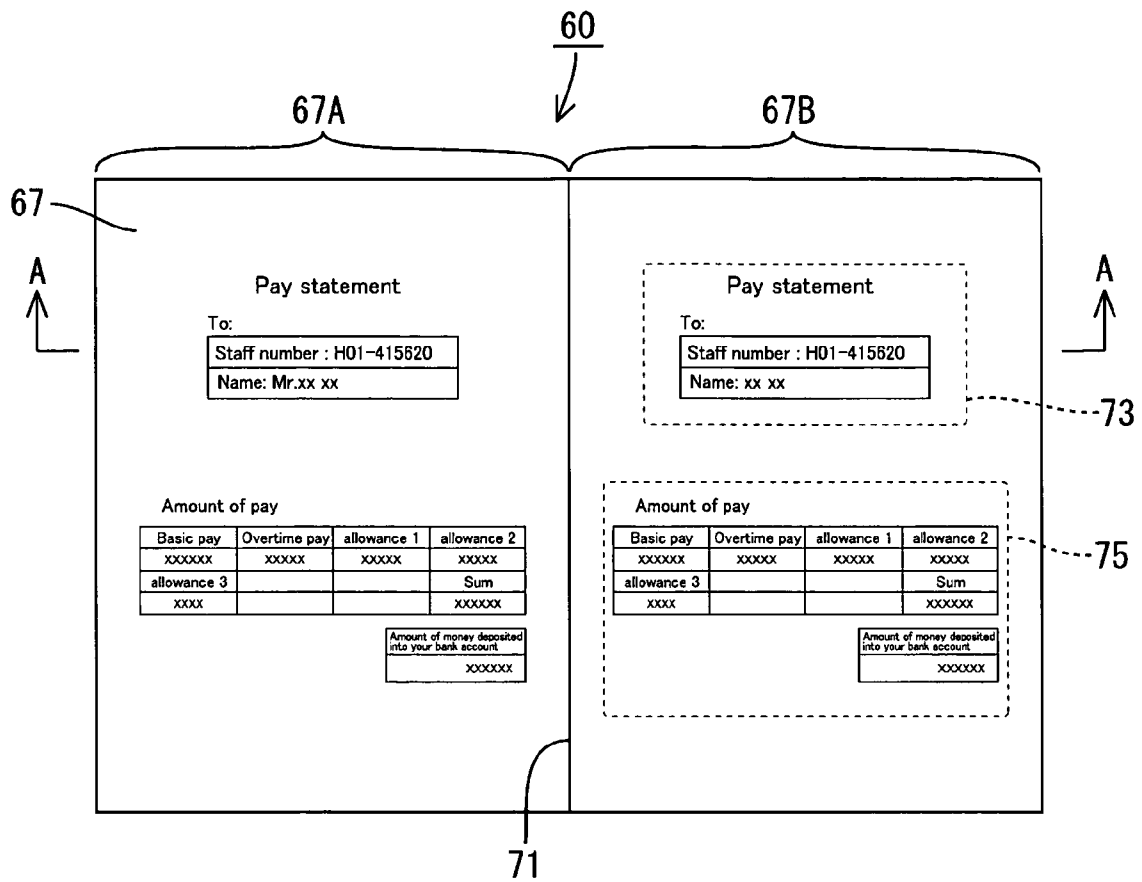 60
67A
67B
67
A
A
Pay statement
To:
Staff number : H01-415620
Name: Mr.xx xx
Pay statement
To:
Staff number : H01-415620
Name: xx xx
73
Amount of pay
Basic pay Overtime pay allowance 1 allowance 2
xxxxxx xxxxx xxxxx xxxxx
allowance 3 Sum
xxxx xxxxxx
Amount of money deposited
into your bank account
xxxxxx
Amount of pay
Basic pay Overtime pay allowance 1 allowance 2
xxxxxx xxxxx xxxxx xxxxx
allowance 3 Sum
xxxx xxxxxx
Amount of money deposited
into your bank account
xxxxxx
75
71